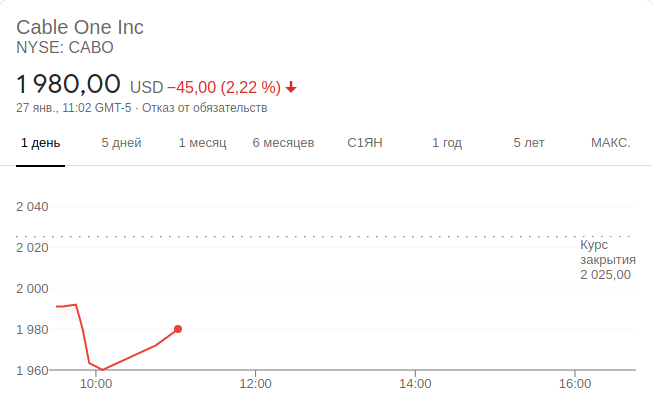 Cable One Inc
NYSE: CABO
1 980,00 USD −45,00 (2,22 %)
27 янв., 11:02 GMT-5 · Отказ от обязательств
1 день 5 дней 1 месяц 6 месяцев С1ЯН 1 год 5 лет МАКС.
2 040
2 020
2 000
1 980
1 960
Курс
закрытия
2 025,00
10:00 12:00 14:00 16:00